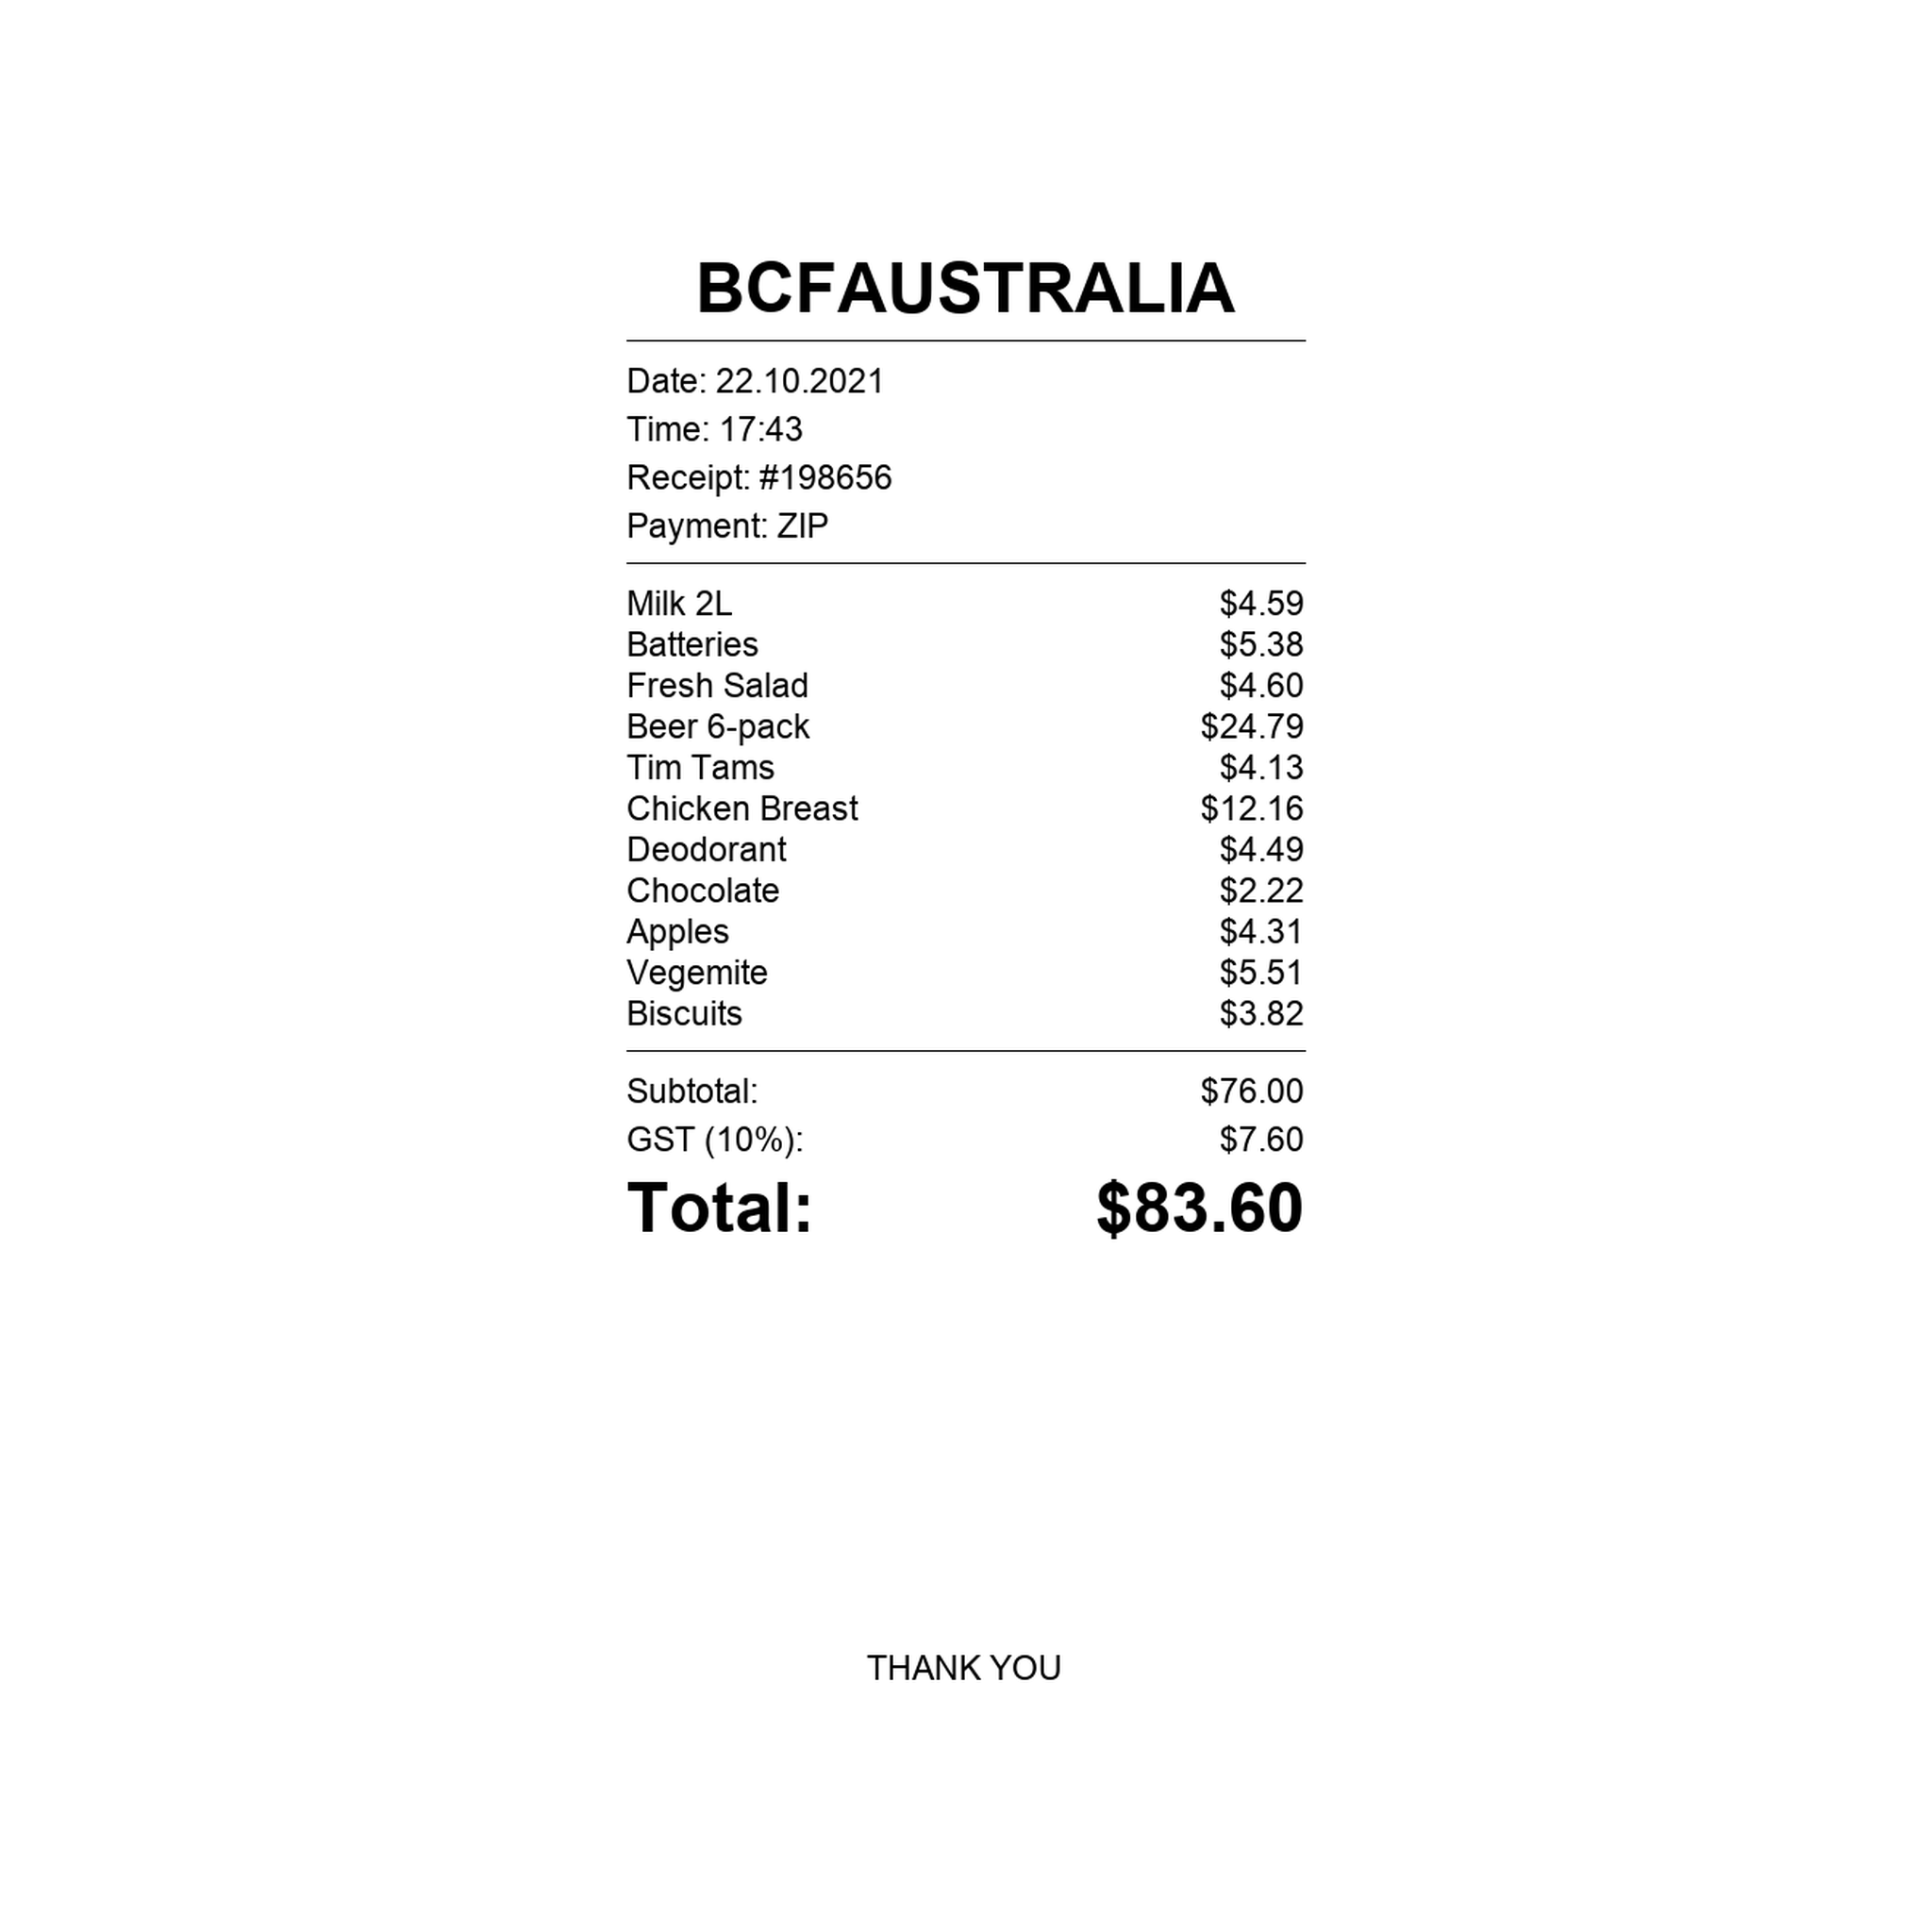 BCFAUSTRALIA
Date: 22.10.2021
Time: 17:43
Receipt: #198656
Payment: ZIP
Milk 2L $4.59
Batteries $5.38
Fresh Salad $4.60
Beer 6-pack $24.79
Tim Tams $4.13
Chicken Breast $12.16
Deodorant $4.49
Chocolate $2.22
Apples $4.31
Vegemite $5.51
Biscuits $3.82
Subtotal: $76.00
GST (10%): $7.60
Total: $83.60
THANK YOU